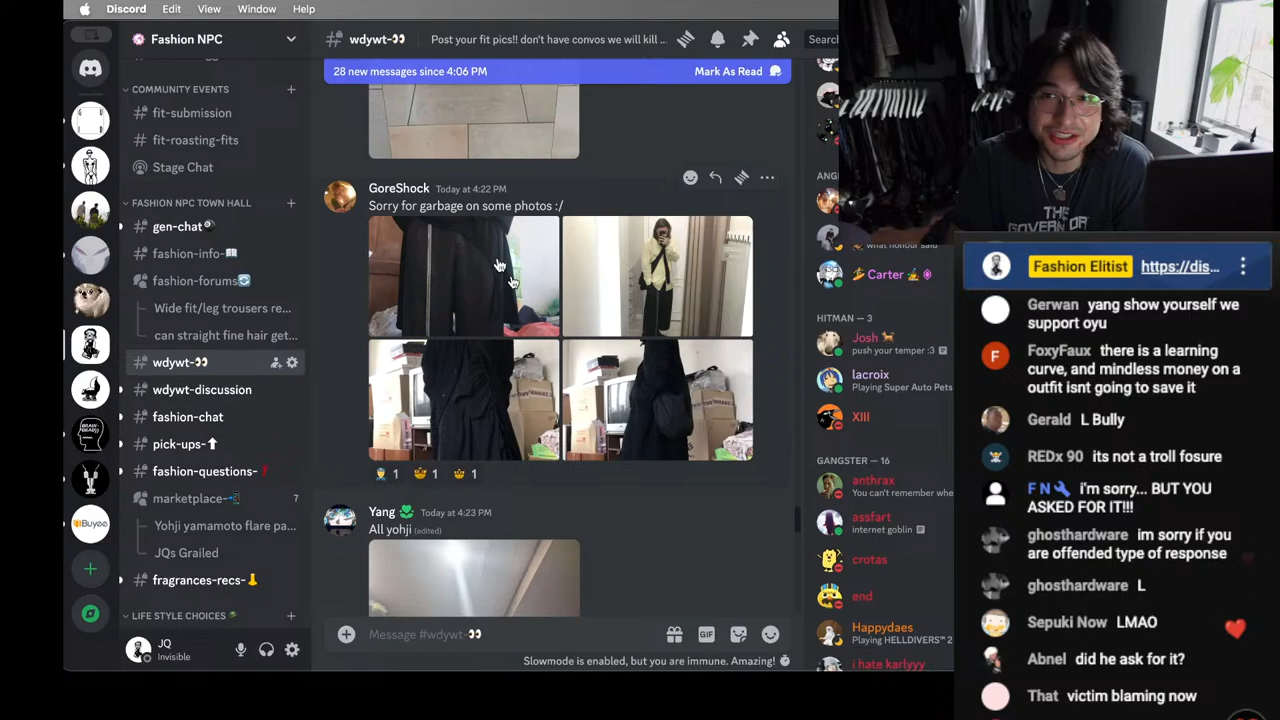 Discord Edit View Window Help
Fashion NPC
wdywt-👀 Post your fit pics!! don't have convos we will kill ... Search
28 new messages since 4:06 PM Mark As Read
COMMUNITY EVENTS
fit-submission
fit-roasting-fits
Stage Chat
FASHION NPC TOWN HALL
gen-chat🎱
fashion-info-📖
fashion-forums🔄
Wide fit/leg trousers re...
can straight fine hair get...
wdywt-👀
wdywt-discussion
fashion-chat
pick-ups-⬆
fashion-questions-❓
marketplace-📲 7
Yohji yamamoto flare pa...
JQs Grailed
fragrances-recs-👃
LIFE STYLE CHOICES
JQ
Invisible
BRAIN
DEAD
Buyee
GoreShock Today at 4:22 PM
Sorry for garbage on some photos :/
1 1 1
Yang Today at 4:23 PM
All yohji (edited)
Message #wdywt-👀
GIF
Slowmode is enabled, but you are immune. Amazing!
what honour said
Carter
HITMAN — 3
Josh
push your temper :3
lacroix
Playing Super Auto Pets
XIII
GANGSTER — 16
anthrax
You can't remember whe
assfart
internet goblin
crotas
end
Happydaes
Playing HELLDIVERS™ 2
i hate karlyyy
THE
Fashion Elitist https://dis...
Gerwan yang show yourself we
support oyu
FoxyFaux there is a learning
curve, and mindless money on a
outfit isnt going to save it
Gerald L Bully
REDx 90 its not a troll fosure
F N🔧 i'm sorry... BUT YOU
ASKED FOR IT!!!
ghosthardware im sorry if you
are offended type of response
ghosthardware L
Sepuki Now LMAO
Abnel did he ask for it?
That victim blaming now